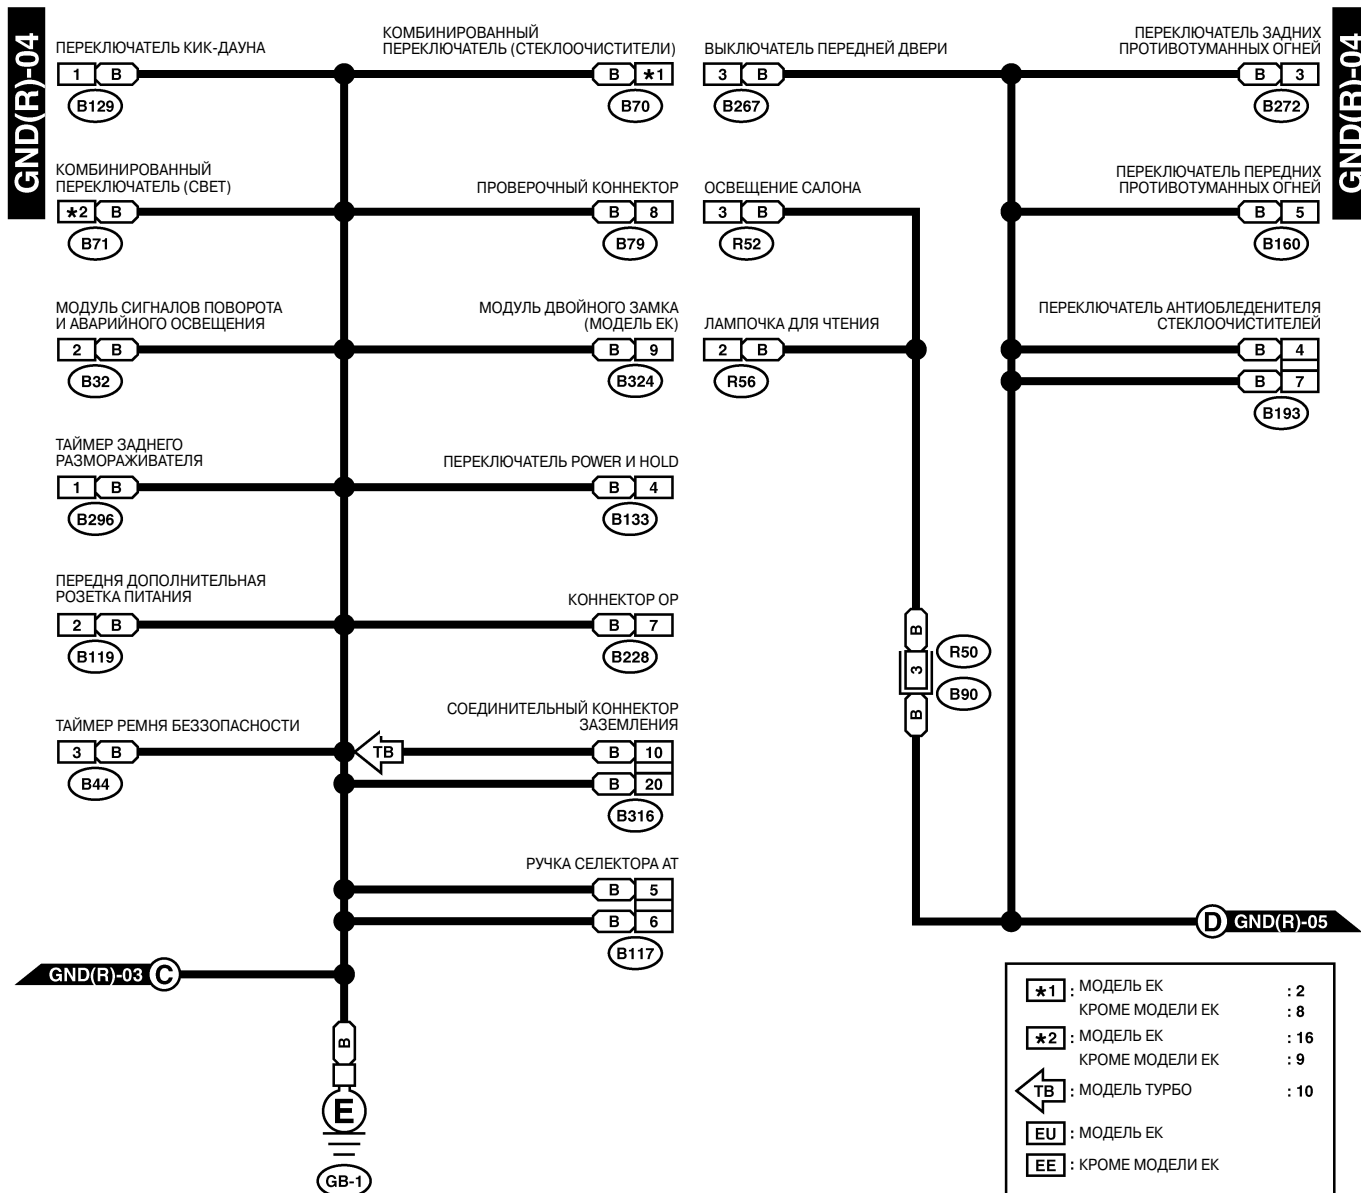 GND(R)-04
GND(R)-04
ПЕРЕКЛЮЧАТЕЛЬ КИК-ДАУНА
1 B
B129
КОМБИНИРОВАННЫЙ
ПЕРЕКЛЮЧАТЕЛЬ (СТЕКЛООЧИСТИТЕЛИ)
B *1
B70
ВЫКЛЮЧАТЕЛЬ ПЕРЕДНЕЙ ДВЕРИ
3 B
B267
ПЕРЕКЛЮЧАТЕЛЬ ЗАДНИХ
ПРОТИВОТУМАННЫХ ОГНЕЙ
B 3
B272
КОМБИНИРОВАННЫЙ
ПЕРЕКЛЮЧАТЕЛЬ (СВЕТ)
*2 B
B71
ПРОВЕРОЧНЫЙ КОННЕКТОР
B 8
B79
ОСВЕЩЕНИЕ САЛОНА
3 B
R52
ПЕРЕКЛЮЧАТЕЛЬ ПЕРЕДНИХ
ПРОТИВОТУМАННЫХ ОГНЕЙ
B 5
B160
МОДУЛЬ СИГНАЛОВ ПОВОРОТА
И АВАРИЙНОГО ОСВЕЩЕНИЯ
2 B
B32
МОДУЛЬ ДВОЙНОГО ЗАМКА
(МОДЕЛЬ ЕК)
B 9
B324
ЛАМПОЧКА ДЛЯ ЧТЕНИЯ
2 B
R56
ПЕРЕКЛЮЧАТЕЛЬ АНТИОБЛЕДЕНИТЕЛЯ
СТЕКЛООЧИСТИТЕЛЕЙ
B 4
B 7
B193
ТАЙМЕР ЗАДНЕГО
РАЗМОРАЖИВАТЕЛЯ
1 B
B296
ПЕРЕКЛЮЧАТЕЛЬ POWER И HOLD
B 4
B133
ПЕРЕДНЯ ДОПОЛНИТЕЛЬНАЯ
РОЗЕТКА ПИТАНИЯ
2 B
B119
КОННЕКТОР ОР
B 7
B228
B
3
B
R50
B90
ТАЙМЕР РЕМНЯ БЕЗЗОПАСНОСТИ
3 B
B44
СОЕДИНИТЕЛЬНЫЙ КОННЕКТОР
ЗАЗЕМЛЕНИЯ
TB
B 10
B 20
B316
РУЧКА СЕЛЕКТОРА АТ
B 5
B 6
B117
D GND(R)-05
GND(R)-03 C
B
E
GB-1
*1 : МОДЕЛЬ ЕК : 2
КРОМЕ МОДЕЛИ ЕК : 8
*2 : МОДЕЛЬ ЕК : 16
КРОМЕ МОДЕЛИ ЕК : 9
TB : МОДЕЛЬ ТУРБО : 10
EU : МОДЕЛЬ ЕК
EE : КРОМЕ МОДЕЛИ ЕК